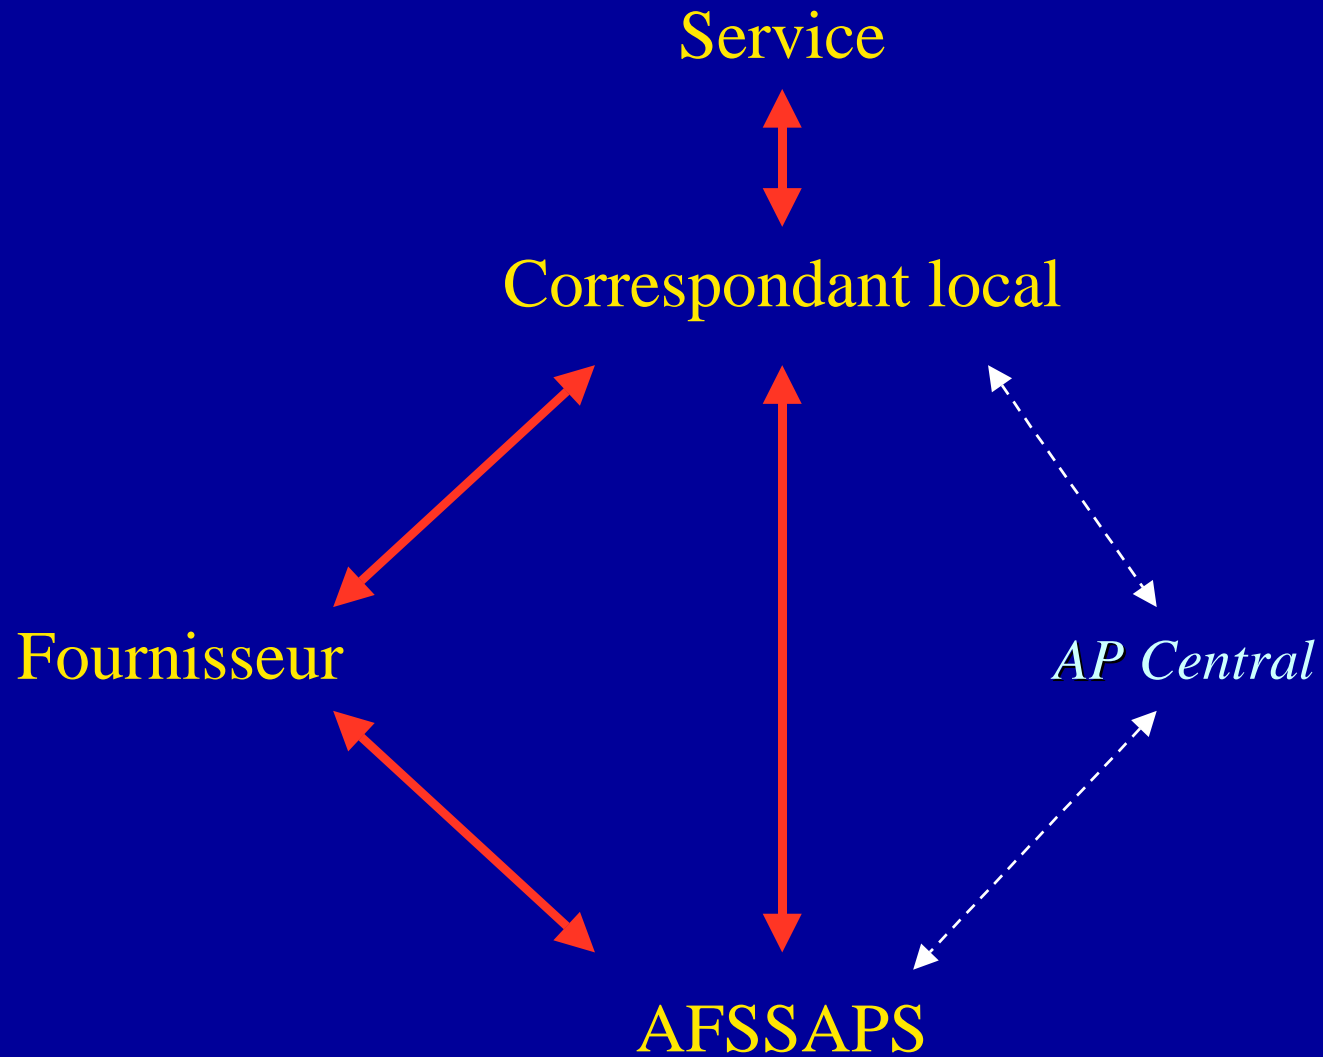 Service
Correspondant local
Fournisseur
AP Central
AFSSAPS